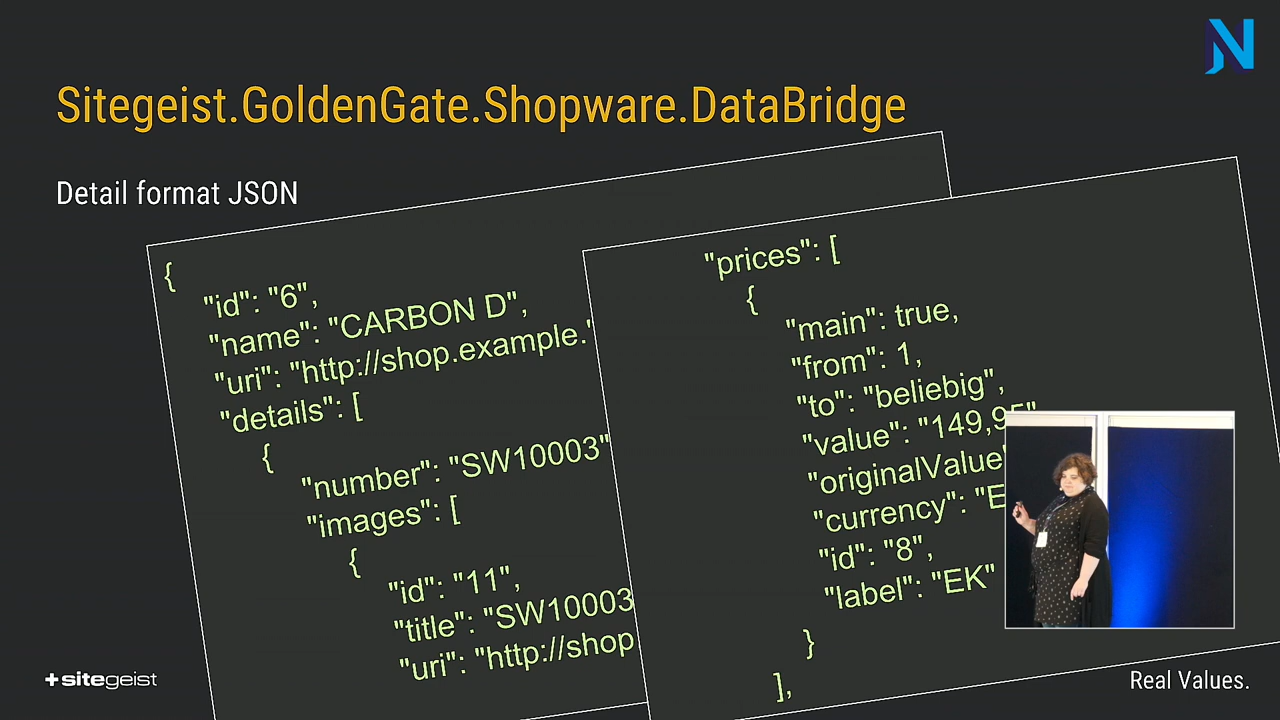 Sitegeist.GoldenGate.Shopware.DataBridge
Detail format JSON
{
"id": "6",
"name": "CARBON D",
"uri": "http://shop.example.
"details": [
{
"number": "SW10003"
"images": [
{
"id": "11",
"title": "SW10003
"uri": "http://shop
"prices": [
{
"main": true,
"from": 1,
"to": "beliebig",
"value": "149,95"
"originalValue"
"currency": "E
"id": "8",
"label": "EK"
}
],
sitegeist
Real Values.